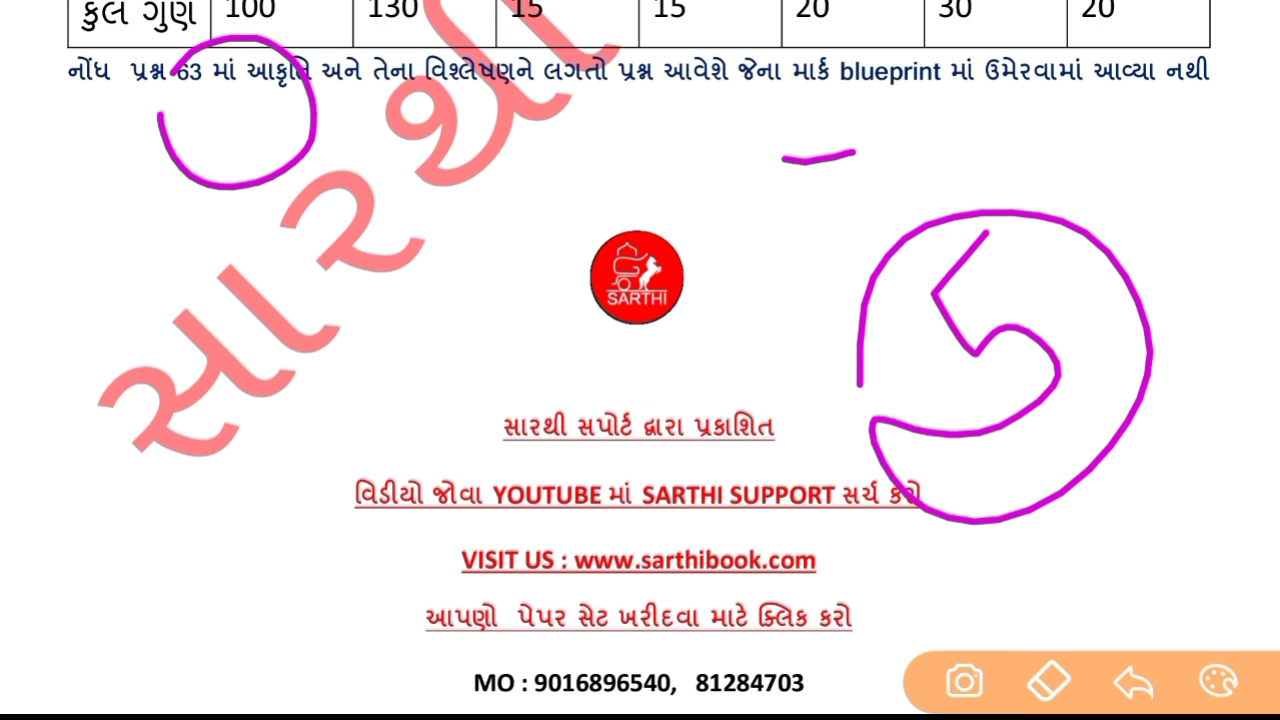 કુલ ગુણ 100 130 15 15 20 30 20
નોંધ પ્રશ્ન 63 માં આકૃતિ અને તેના વિશ્લેષણને લગતો પ્રશ્ન આવેશે જેના માર્ક blueprint માં ઉમેરવામાં આવ્યા નથી
સારથી
SARTHI
5
સારથી સપોર્ટ દ્વારા પ્રકાશિત
વિડીયો જોવા YOUTUBE માં SARTHI SUPPORT સર્ચ કરો
VISIT US : www.sarthibook.com
આપણો પેપર સેટ ખરીદવા માટે ક્લિક કરો
MO : 9016896540, 81284703